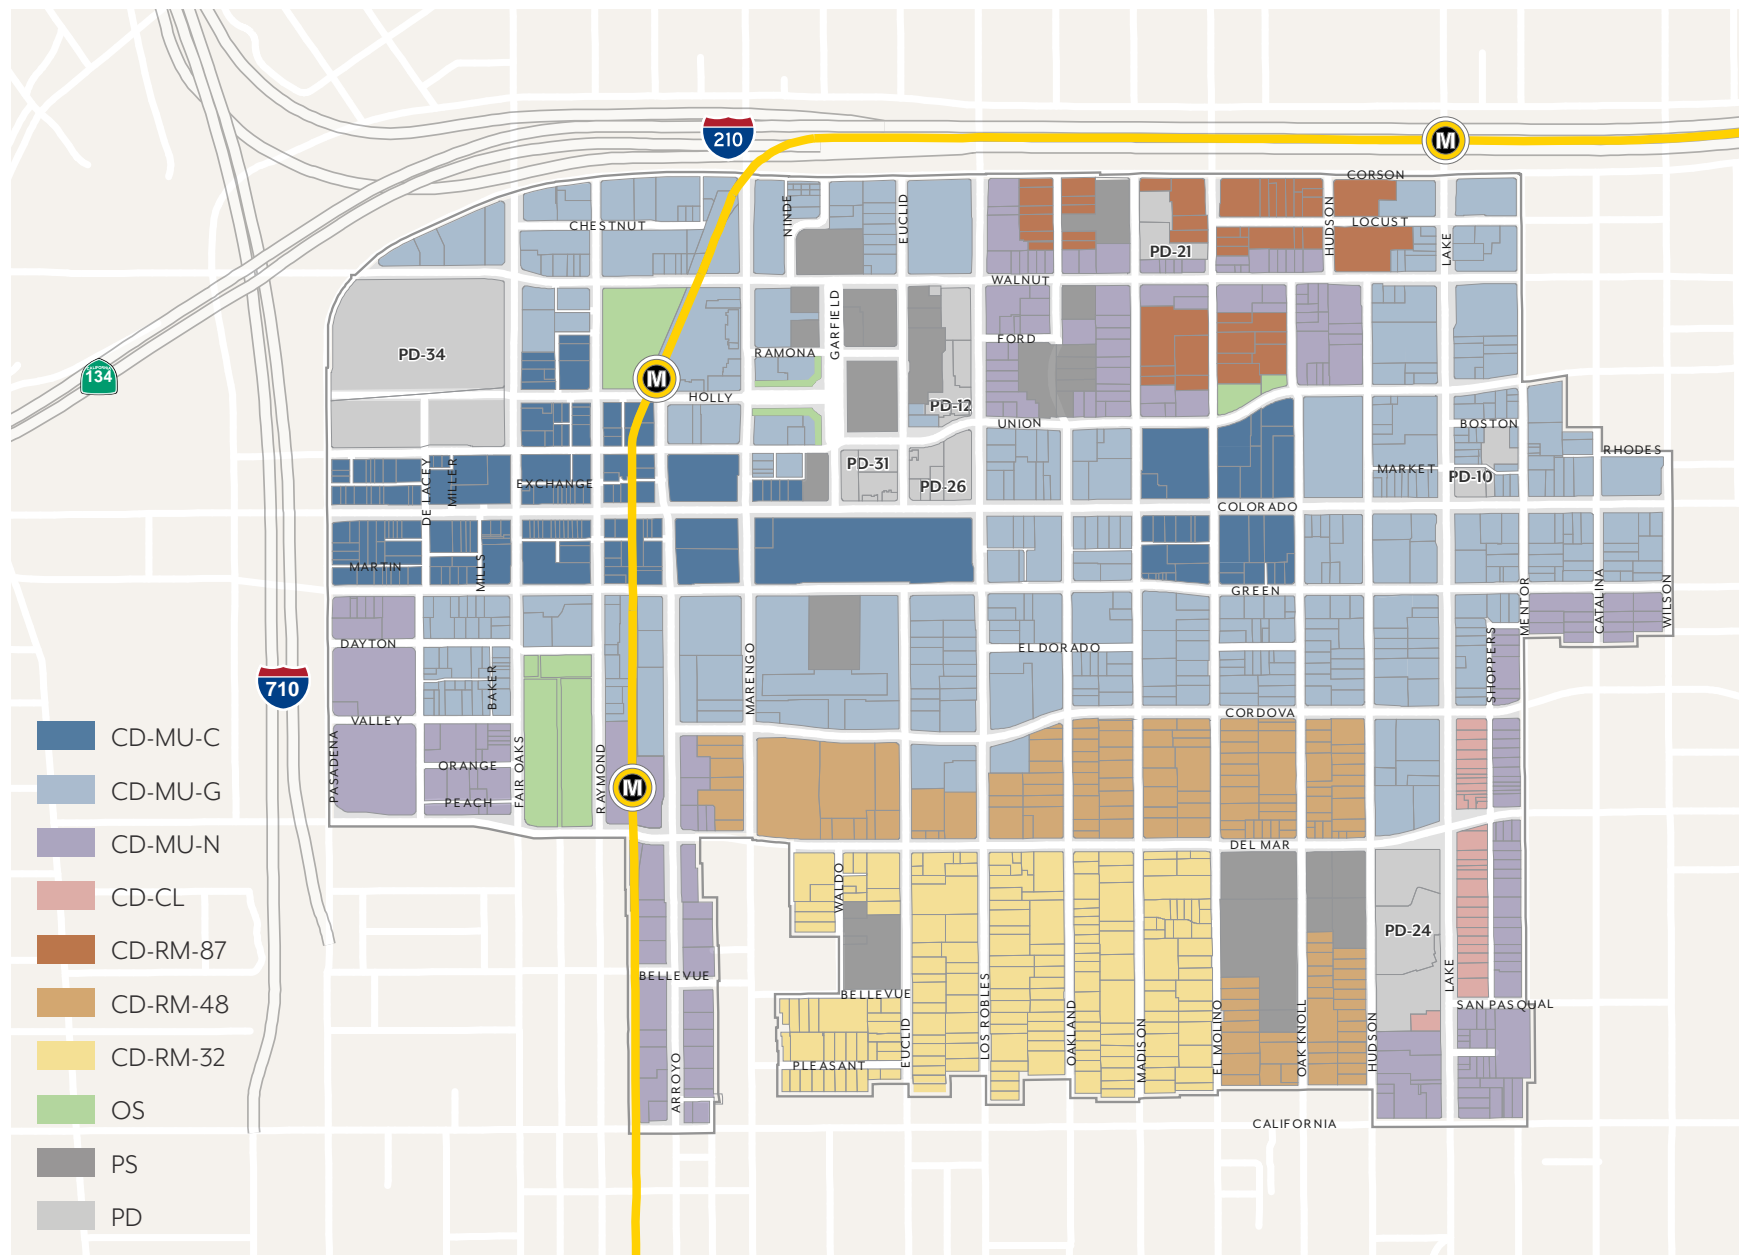 210
M
CORSON
CHESTNUT
NINDE
EUCLID
HUDSON
LOCUST
LAKE
PD-21
WALNUT
GARFIELD
FORD
RAMONA
PD-34
CALIFORNIA
134
M
HOLLY
PD-12
UNION
BOSTON
RHODES
DE LACEY
MILLER
EXCHANGE
PD-31
PD-26
MARKET
PD-10
COLORADO
MARTIN
MILLS
GREEN
MENTOR
CATALINA
WILSON
DAYTON
EL DORADO
SHOPPERS
BAKER
MARENGO
710
VALLEY
CORDOVA
PASADENA
ORANGE
FAIR OAKS
RAYMOND
M
PEACH
DEL MAR
WALDO
PD-24
BELLEVUE
BELLEVUE
LAKE
SAN PASQUAL
EUCLID
LOS ROBLES
OAKLAND
MADISON
EL MOLINO
OAK KNOLL
HUDSON
PLEASANT
ARROYO
CALIFORNIA
CD-MU-C
CD-MU-G
CD-MU-N
CD-CL
CD-RM-87
CD-RM-48
CD-RM-32
OS
PS
PD